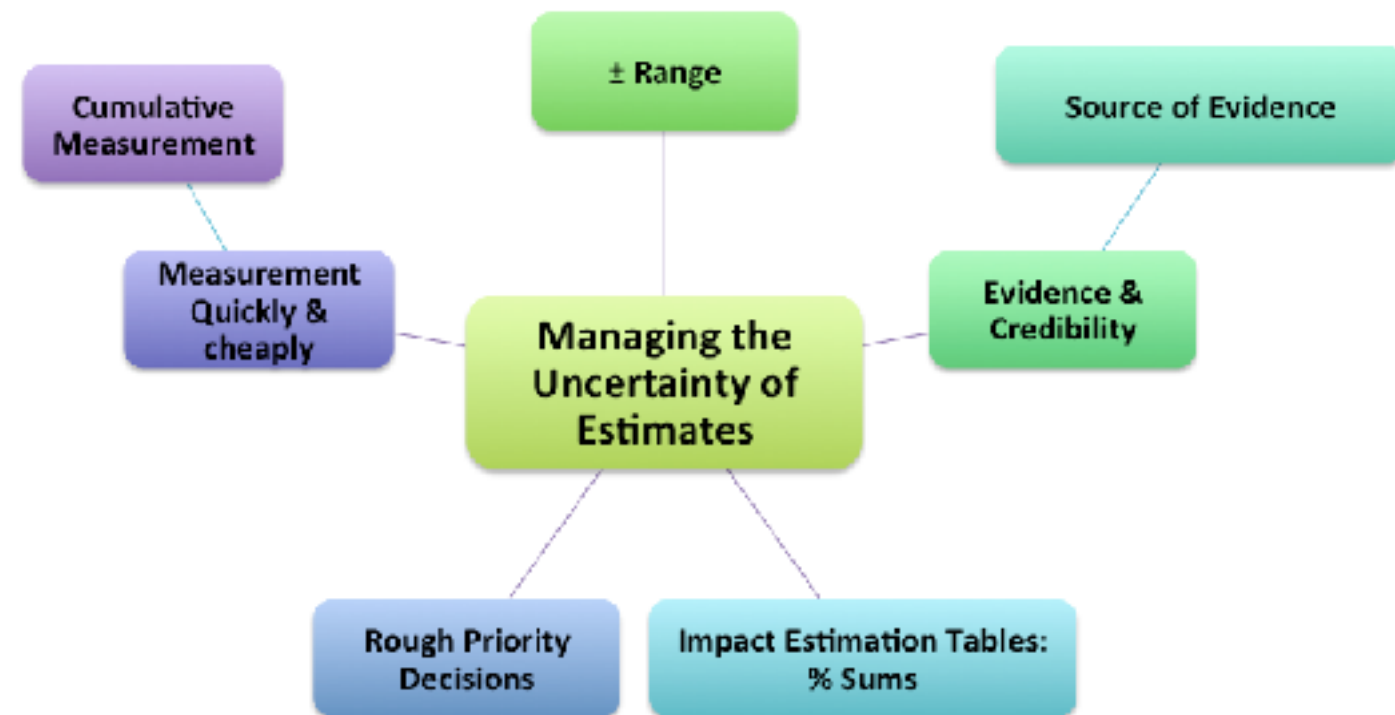 ± Range
Cumulative
Measurement
Source of Evidence
Measurement
Quickly &
cheaply
Evidence &
Credibility
Managing the
Uncertainty of
Estimates
Rough Priority
Decisions
Impact Estimation Tables:
% Sums